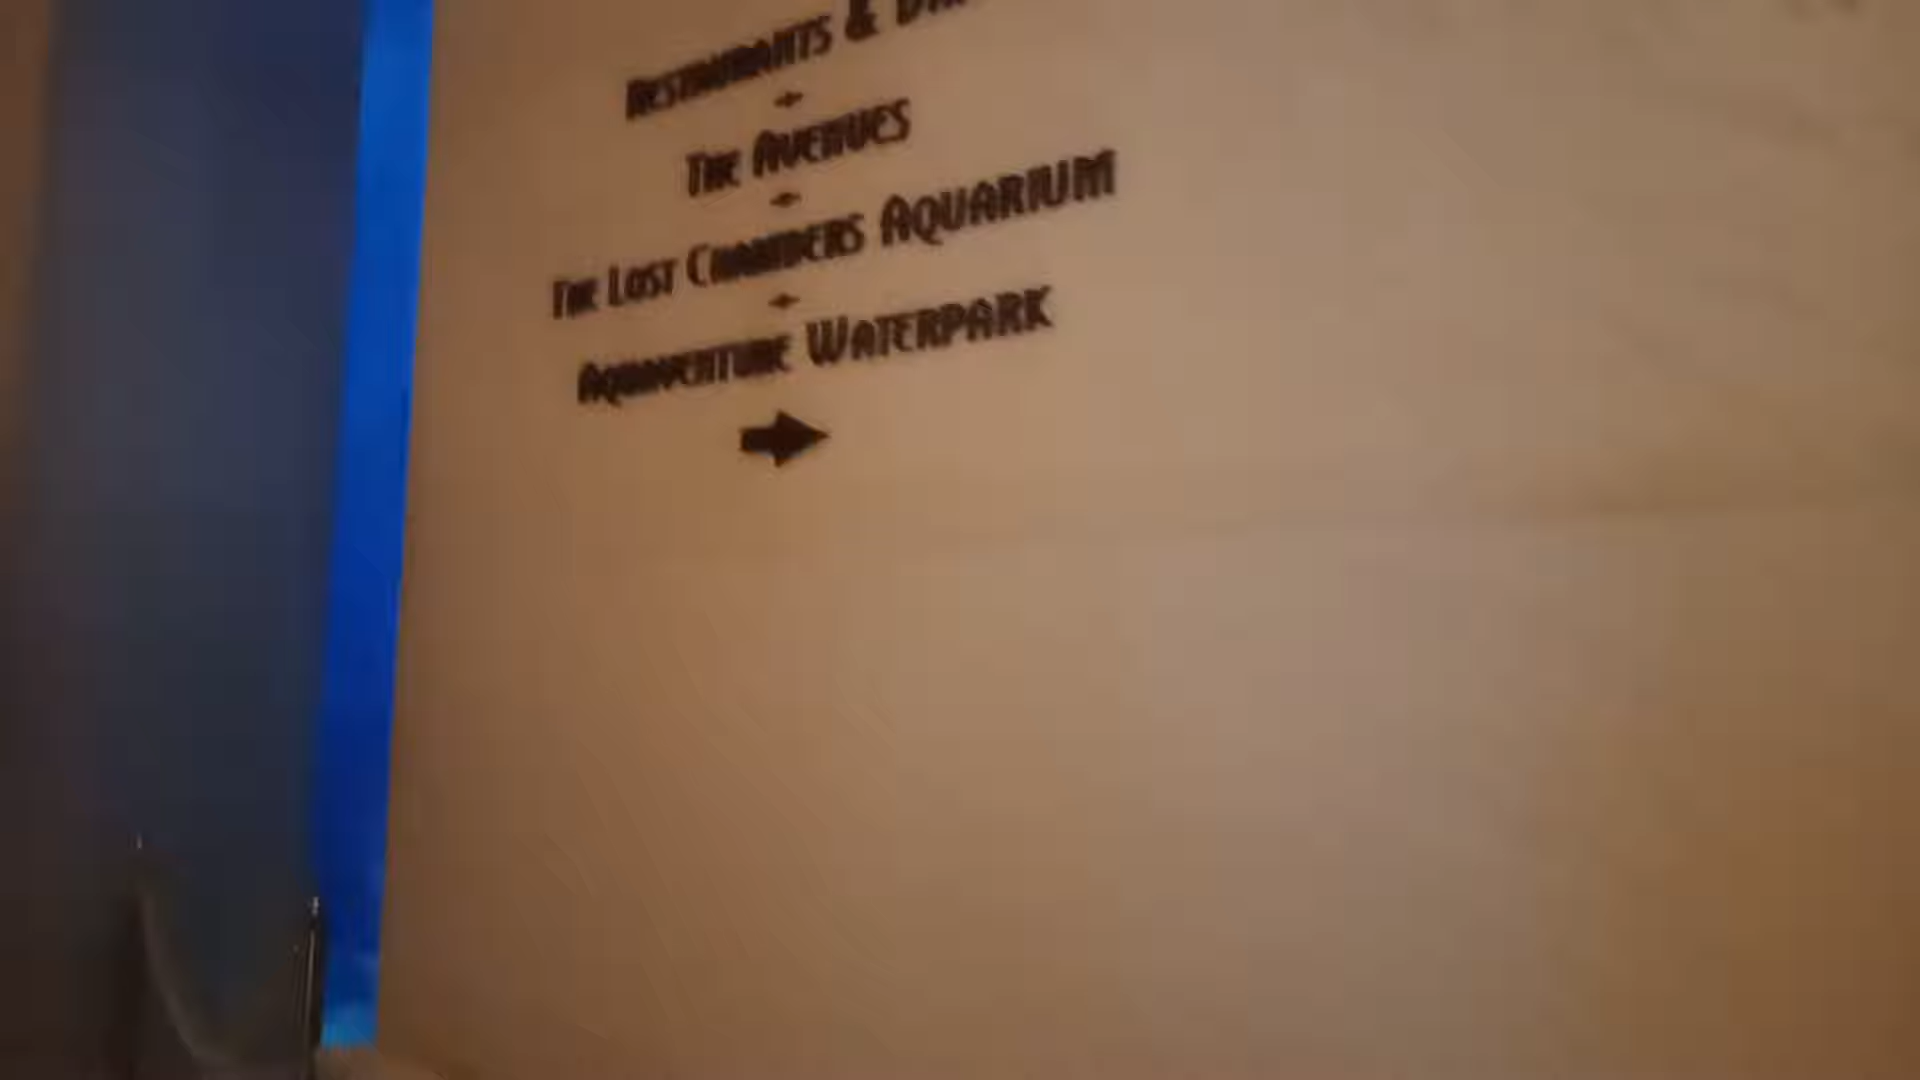 RESTAURANTS &
THE AVENUES
THE LOST CHAMBERS AQUARIUM
AQUAVENTURE WATERPARK